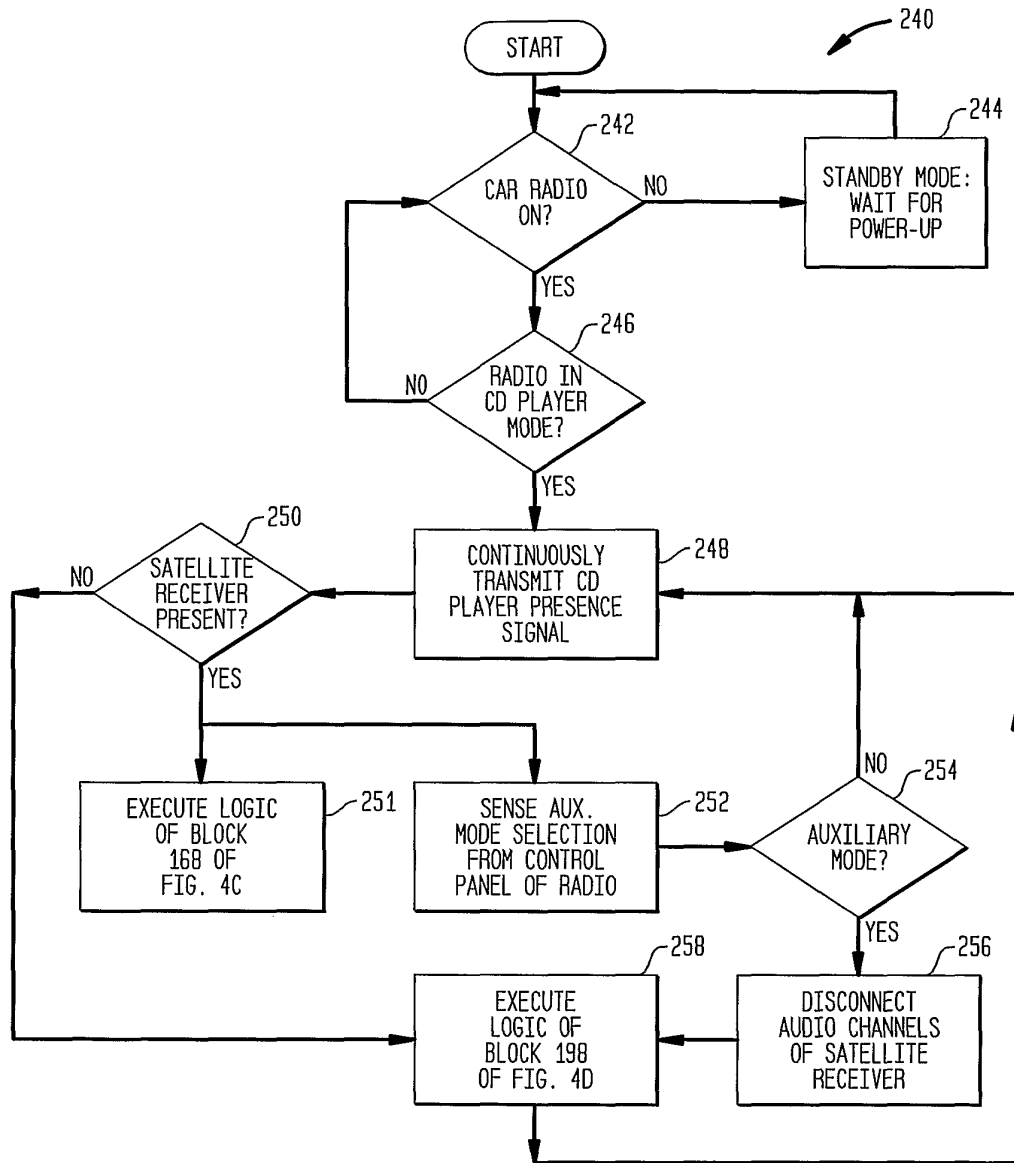 240
START
242
CAR RADIO
ON?
NO
244
STANDBY MODE:
WAIT FOR
POWER-UP
YES
246
RADIO IN
CD PLAYER
MODE?
NO
YES
248
CONTINUOUSLY
TRANSMIT CD
PLAYER PRESENCE
SIGNAL
250
SATELLITE
RECEIVER
PRESENT?
NO
YES
251
EXECUTE LOGIC
OF BLOCK
168 OF
FIG. 4C
252
SENSE AUX.
MODE SELECTION
FROM CONTROL
PANEL OF RADIO
254
AUXILIARY
MODE?
NO
YES
256
DISCONNECT
AUDIO CHANNELS
OF SATELLITE
RECEIVER
258
EXECUTE
LOGIC OF
BLOCK 198
OF FIG. 4D